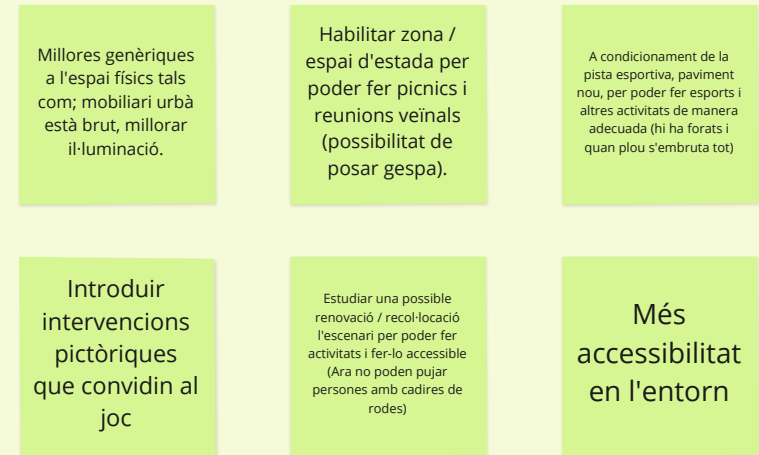 Millores genèriques
a l'espai físics tals
com; mobiliari urbà
està brut, millorar
il·luminació.
Habilitar zona /
espai d'estada per
poder fer picnics i
reunions veïnals
(possibilitat de
posar gespa).
A condicionament de la
pista esportiva, paviment
nou, per poder fer esports i
altres activitats de manera
adecuada (hi ha forats i
quan plou s'embruta tot)
Introduir
intervencions
pictòriques
que convidin al
joc
Estudiar una possible
renovació / recol·locació
l'escenari per poder fer
activitats i fer-lo accessible
(Ara no poden pujar
persones amb cadires de
rodes)
Més
accessibilitat
en l'entorn